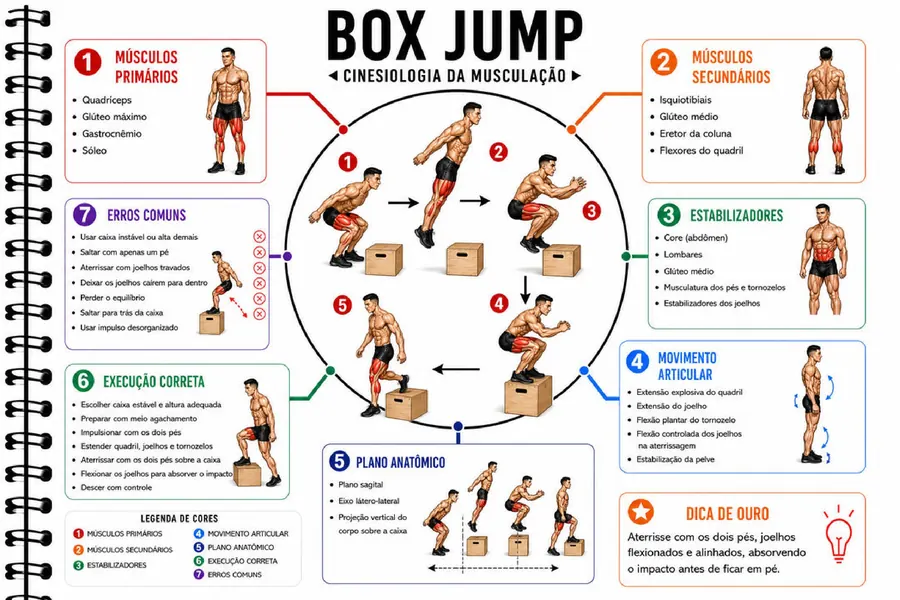 BOX JUMP
CINESIOLOGIA DA MUSCULAÇÃO
1 MÚSCULOS
PRIMÁRIOS
• Quadríceps
• Glúteo máximo
• Gastrocnêmio
• Sóleo
2 MÚSCULOS
SECUNDÁRIOS
• Isquiotibiais
• Glúteo médio
• Eretor da coluna
• Flexores do quadril
3 ESTABILIZADORES
• Core (abdômen)
• Lombares
• Glúteo médio
• Musculatura dos pés e tornozelos
• Estabilizadores dos joelhos
4 MOVIMENTO
ARTICULAR
• Extensão explosiva do quadril
• Extensão do joelho
• Flexão plantar do tornozelo
• Flexão controlada dos joelhos
na aterrissagem
• Estabilização da pelve
5 PLANO ANATÔMICO
• Plano sagital
• Eixo látero-lateral
• Projeção vertical do
corpo sobre a caixa
6 EXECUÇÃO CORRETA
• Escolher caixa estável e altura adequada
• Preparar com meio agachamento
• Impulsionar com os dois pés
• Estender quadril, joelhos e tornozelos
• Aterrissar com os dois pés sobre a caixa
• Flexionar os joelhos para absorver o impacto
• Descer com controle
7 ERROS COMUNS
• Usar caixa instável ou alta demais
• Saltar com apenas um pé
• Aterrissar com joelhos travados
• Deixar os joelhos caírem para dentro
• Perder o equilíbrio
• Saltar para trás da caixa
• Usar impulso desorganizado
1
2
3
4
5
LEGENDA DE CORES
1 MÚSCULOS PRIMÁRIOS
2 MÚSCULOS SECUNDÁRIOS
3 ESTABILIZADORES
4 MOVIMENTO ARTICULAR
5 PLANO ANATÔMICO
6 EXECUÇÃO CORRETA
7 ERROS COMUNS
DICA DE OURO
Aterrisse com os dois pés, joelhos
flexionados e alinhados, absorvendo
o impacto antes de ficar em pé.